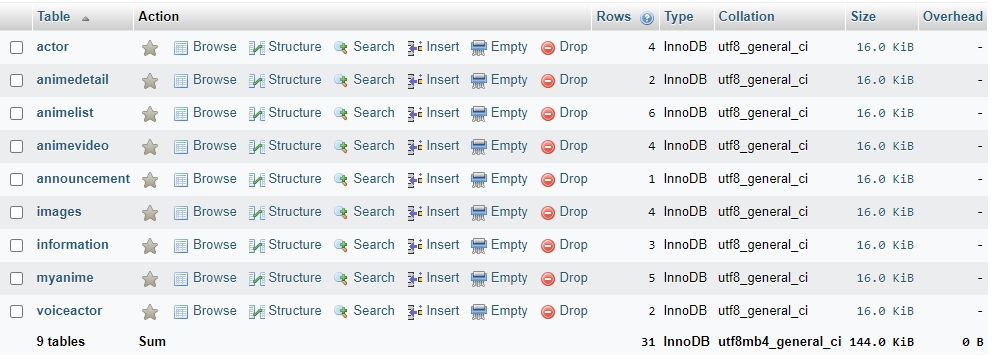 Table Action Rows Type Collation Size Overhead
actor Browse Structure Search Insert Empty Drop 4 InnoDB utf8_general_ci 16.0 KiB -
animedetail Browse Structure Search Insert Empty Drop 2 InnoDB utf8_general_ci 16.0 KiB -
animelist Browse Structure Search Insert Empty Drop 6 InnoDB utf8_general_ci 16.0 KiB -
animevideo Browse Structure Search Insert Empty Drop 4 InnoDB utf8_general_ci 16.0 KiB -
announcement Browse Structure Search Insert Empty Drop 1 InnoDB utf8_general_ci 16.0 KiB -
images Browse Structure Search Insert Empty Drop 4 InnoDB utf8_general_ci 16.0 KiB -
information Browse Structure Search Insert Empty Drop 3 InnoDB utf8_general_ci 16.0 KiB -
myanime Browse Structure Search Insert Empty Drop 5 InnoDB utf8_general_ci 16.0 KiB -
voiceactor Browse Structure Search Insert Empty Drop 2 InnoDB utf8_general_ci 16.0 KiB -
9 tables Sum 31 InnoDB utf8mb4_general_ci 144.0 KiB 0 B